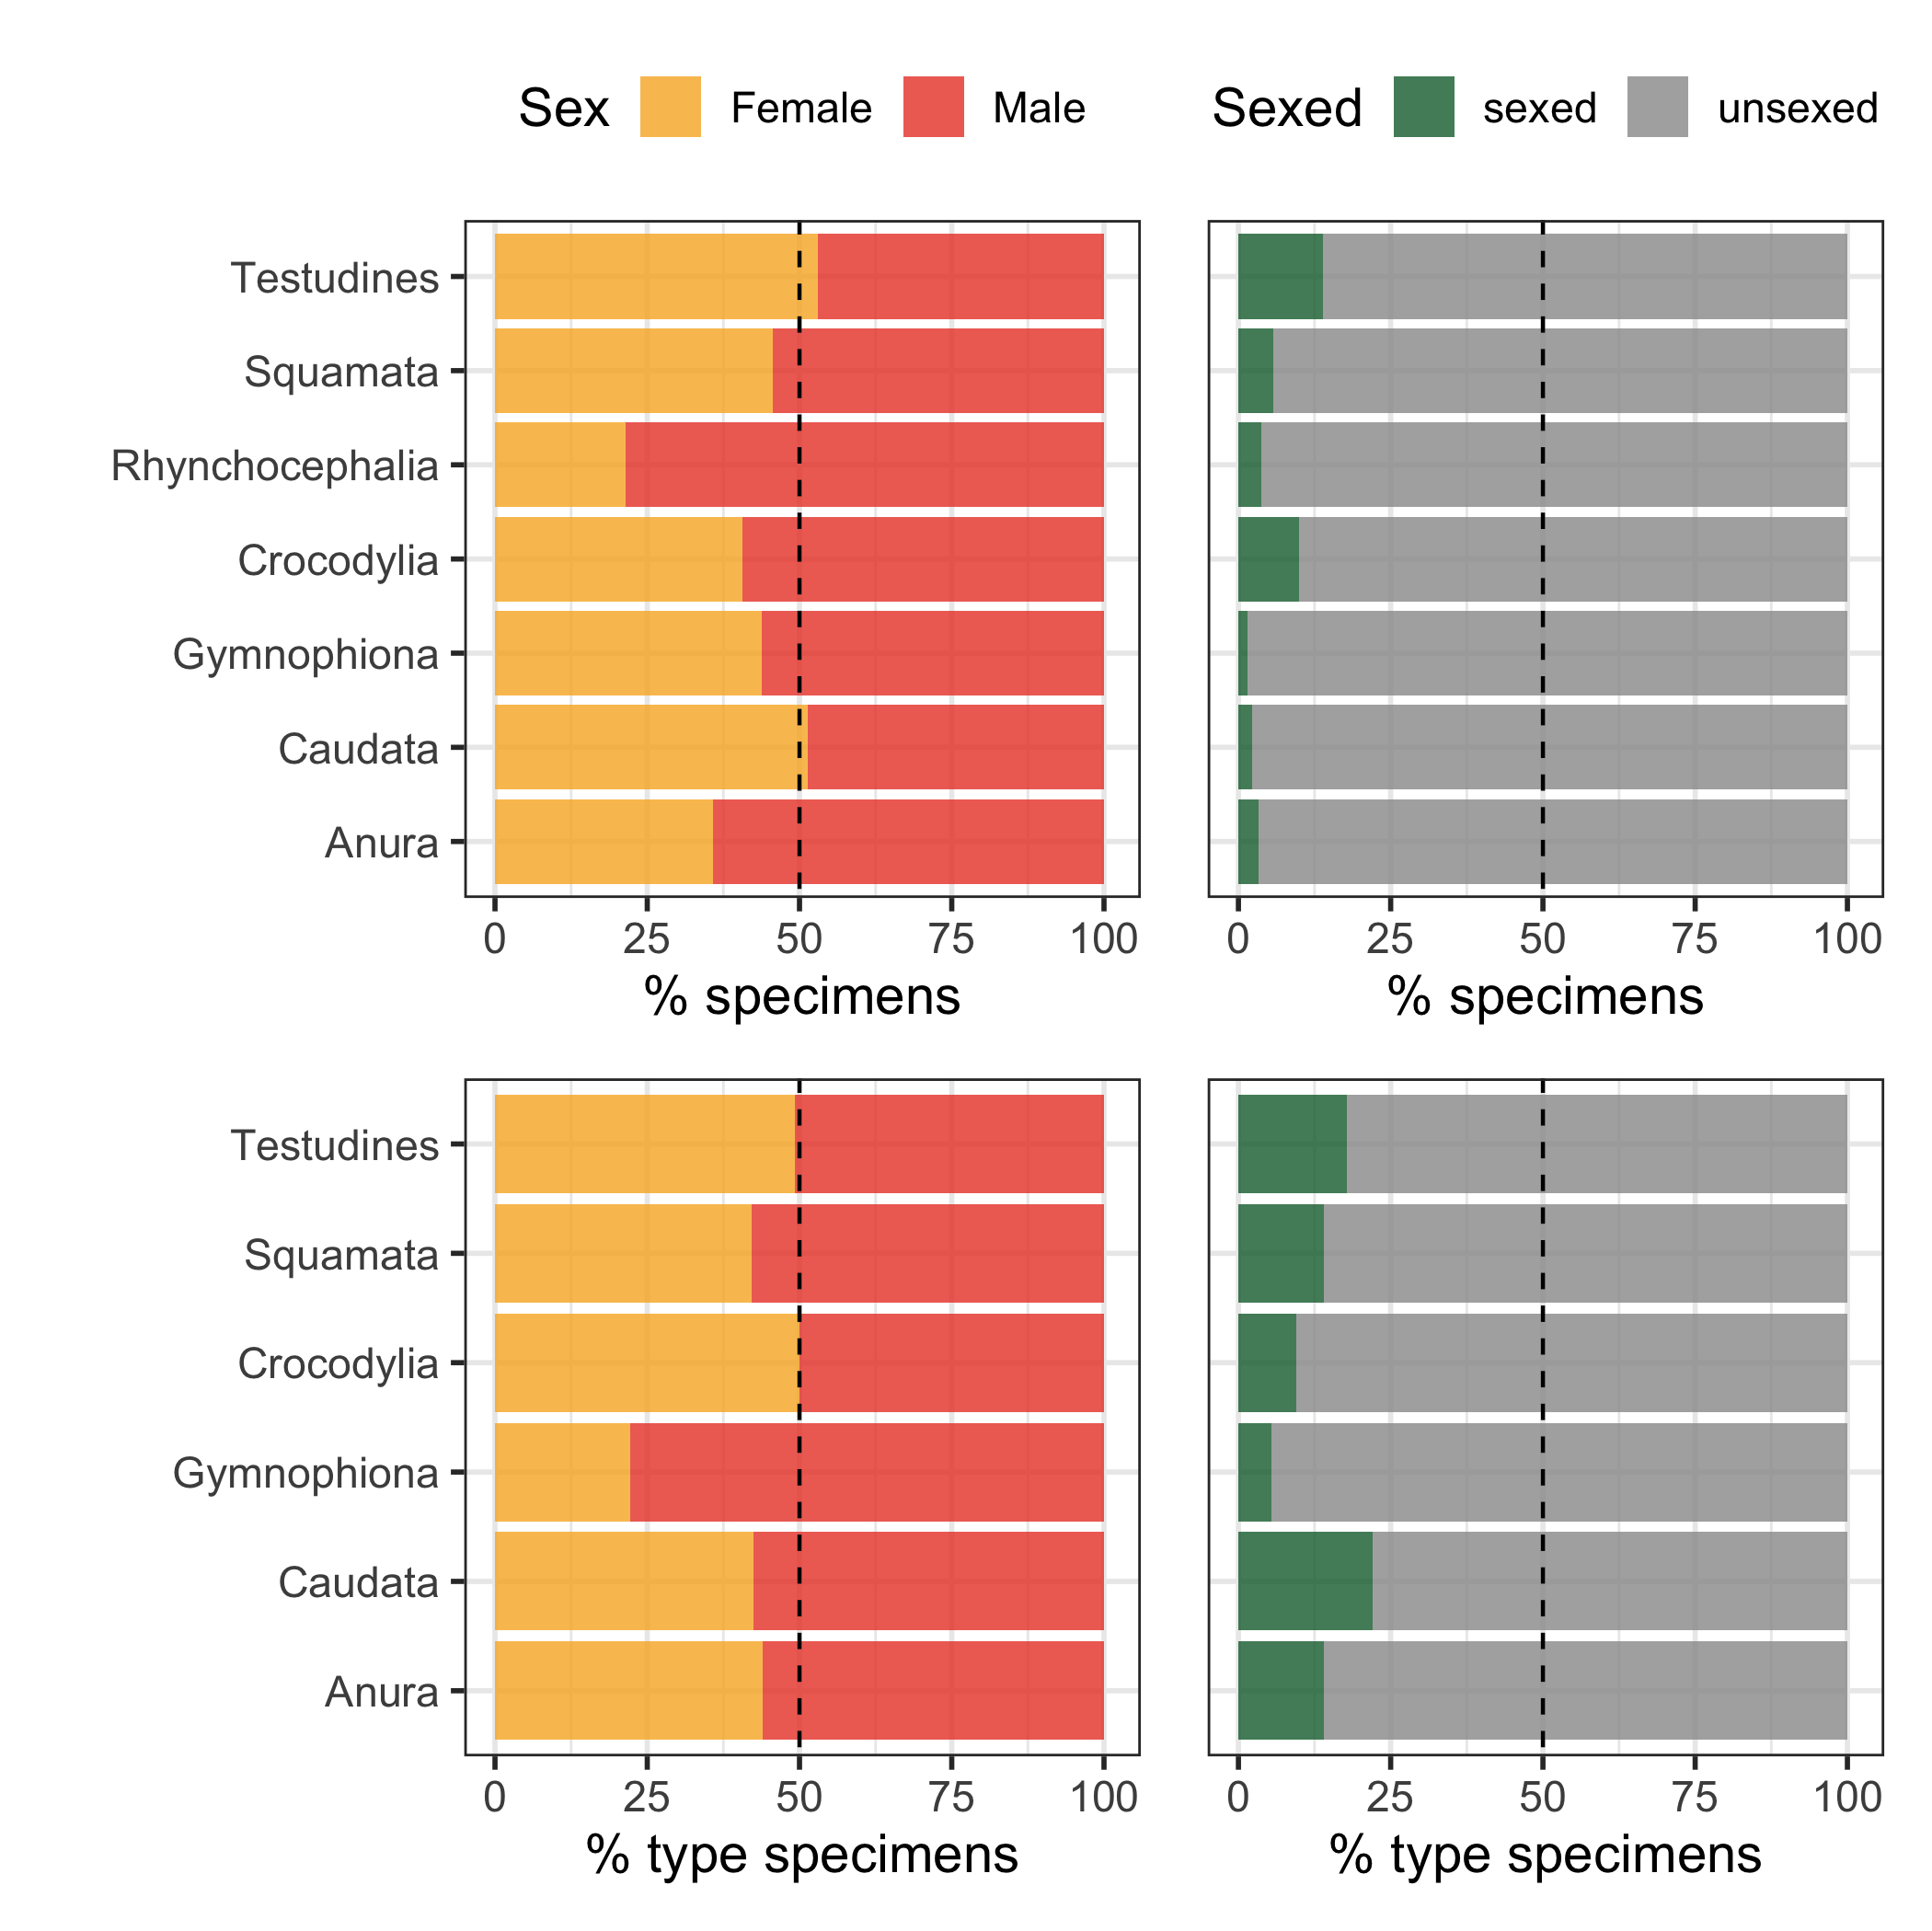 Sex Female Male Sexed sexed unsexed
Testudines
Squamata
Rhynchocephalia
Crocodylia
Gymnophiona
Caudata
Anura
0 25 50 75 100 0 25 50 75 100
% specimens % specimens
Testudines
Squamata
Crocodylia
Gymnophiona
Caudata
Anura
0 25 50 75 100 0 25 50 75 100
% type specimens % type specimens